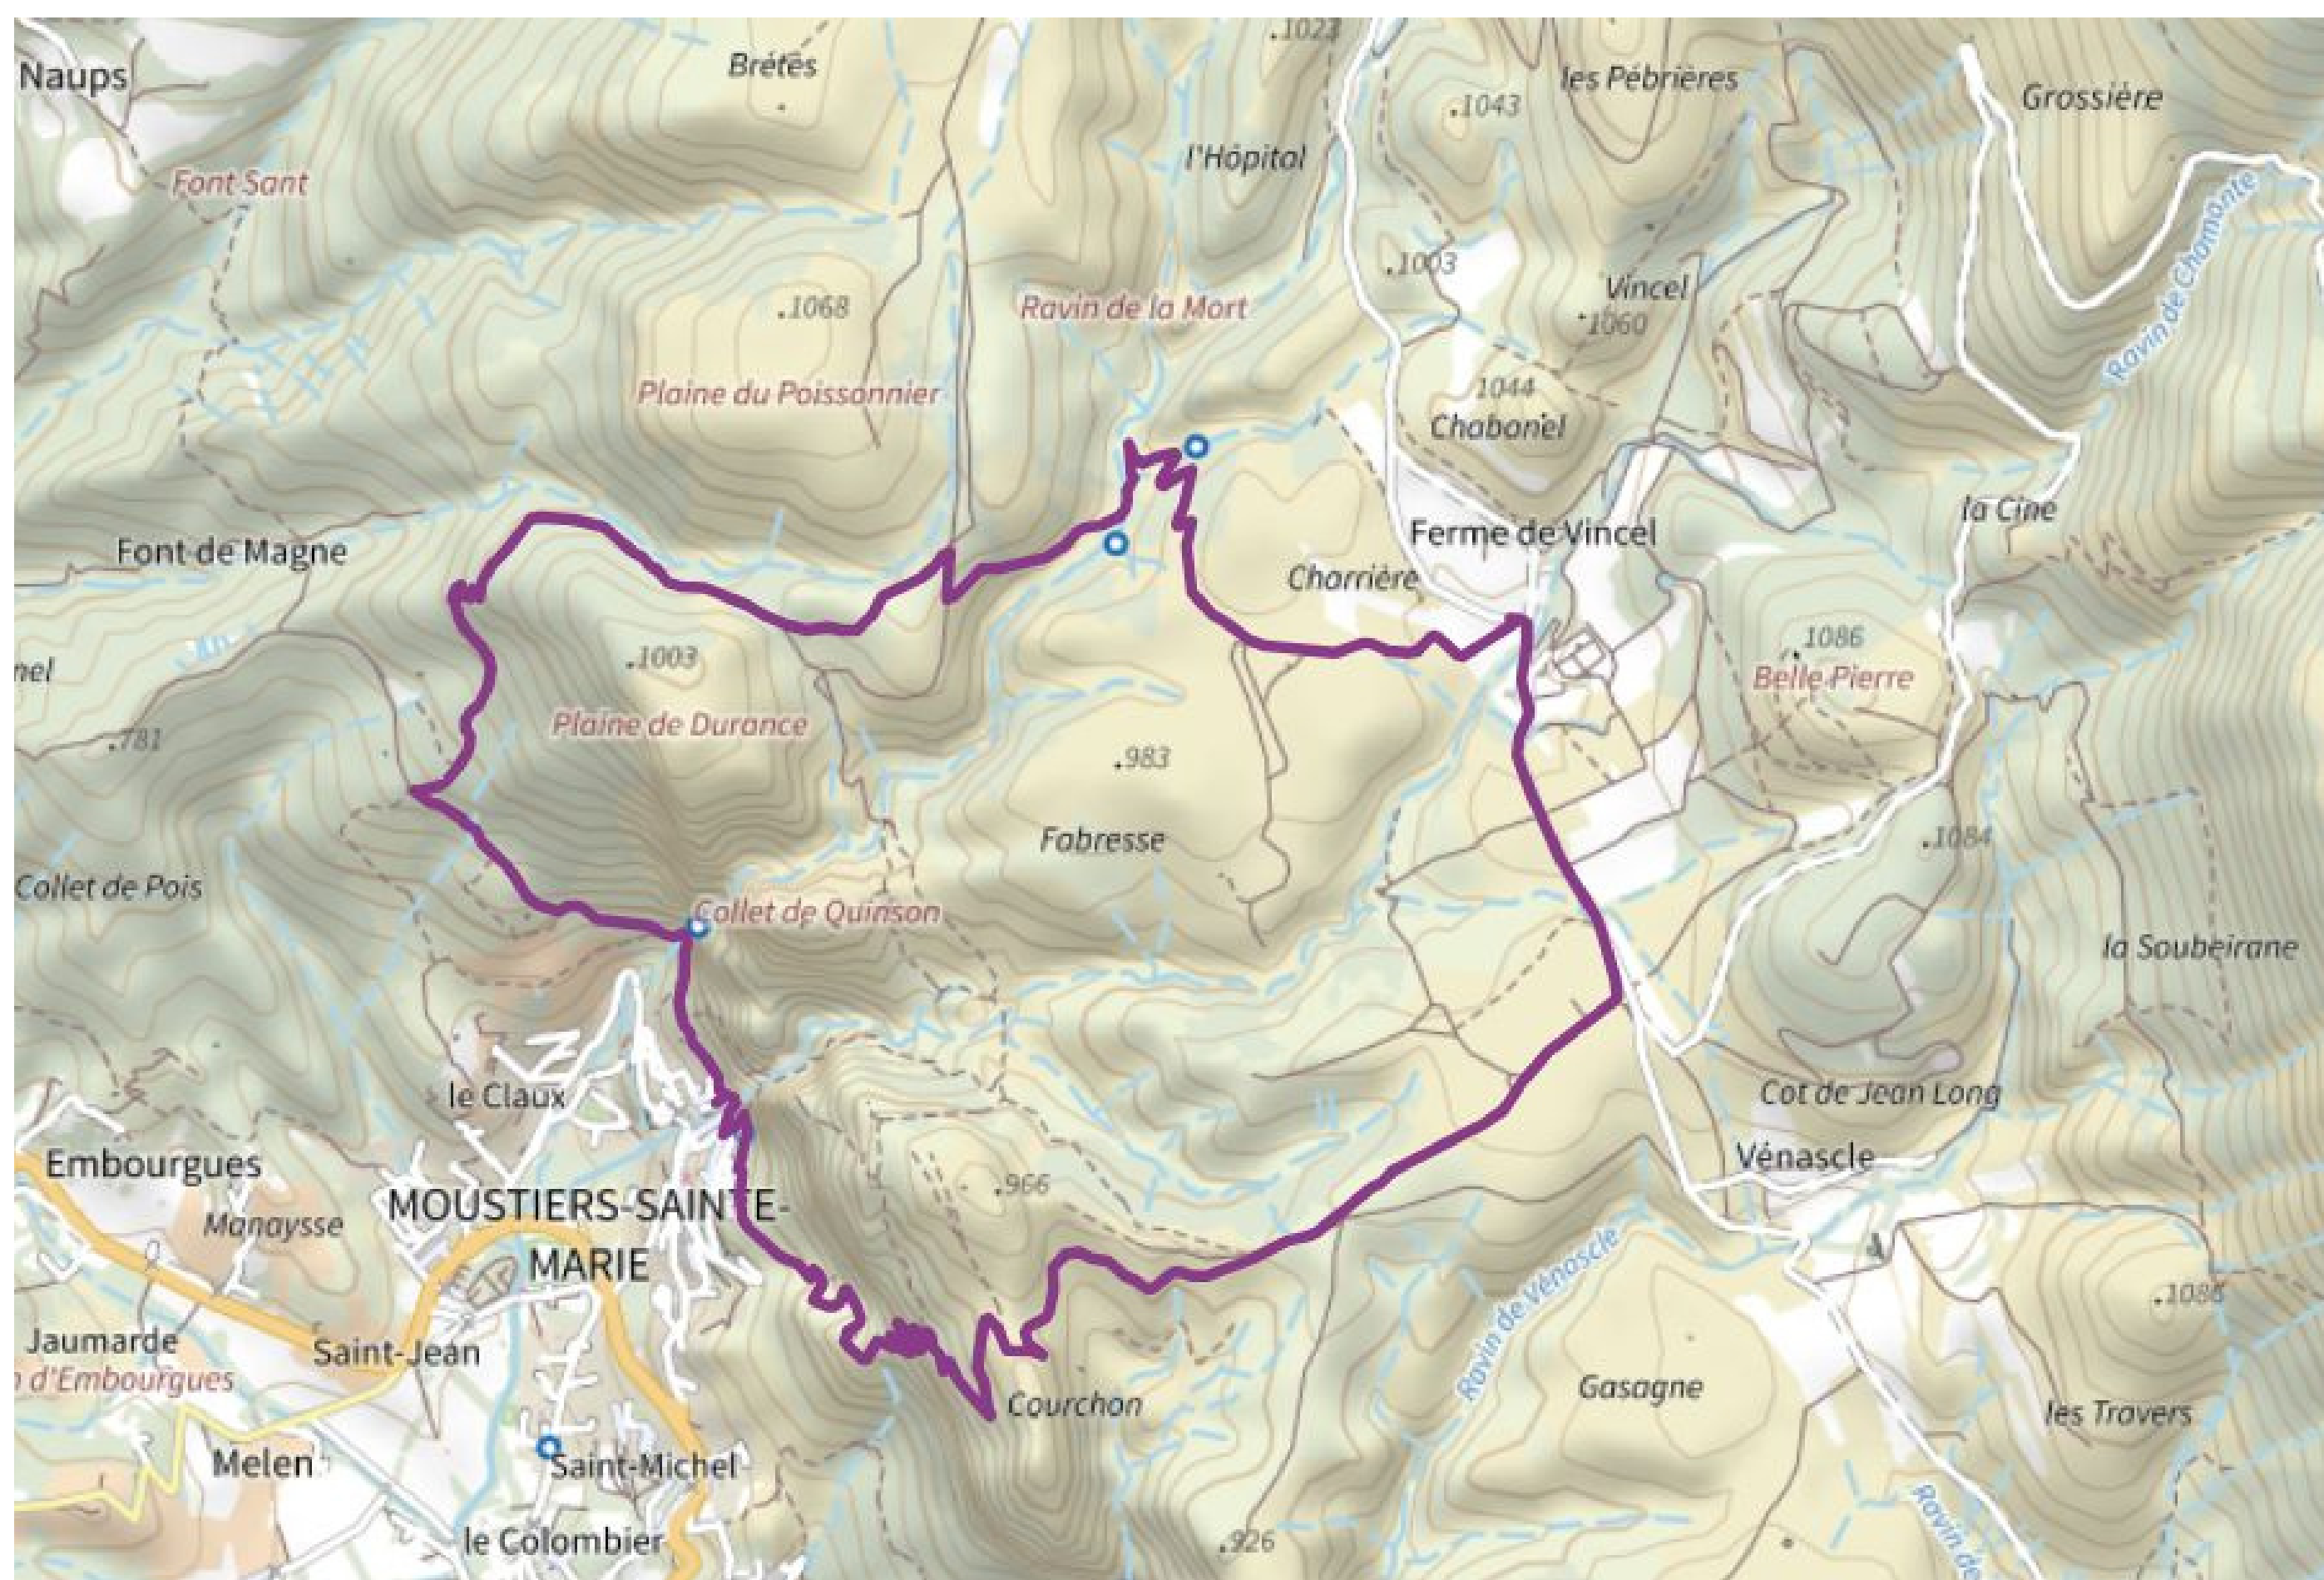 .1023
Naups
Brétès
les Pébrières
Grossière
.1043
l'Hôpital
Font Sant
Ravin de Chamonte
.1003
Vincel
.1060
.1068
Ravin de la Mort
Plaine du Poissonnier
1044
Chabanel
la Cine
Ferme de Vincel
Font de Magne
Charrière
1086
Belle Pierre
.1003
nel
Plaine de Durance
.781
.983
Fabresse
.1084
Collet de Pois
Collet de Quinson
la Soubeirane
le Claux
Cot de Jean Long
Vénascle
Embourgues
.966
MOUSTIERS-SAINTE-
MARIE
Manaysse
Ravin de Vénascle
.1086
Jaumarde
Saint-Jean
d'Embourgues
Gasagne
Courchon
les Travers
Melen
Saint-Michel
le Colombier
.926
Ravin de